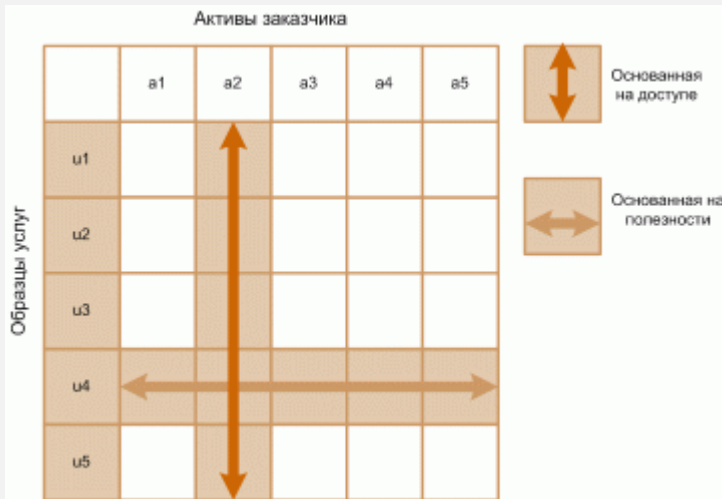 Активы заказчика
a1 a2 a3 a4 a5
Основанная
на доступе
u1
Основанная на
полезности
u2
Образцы услуг
u3
u4
u5